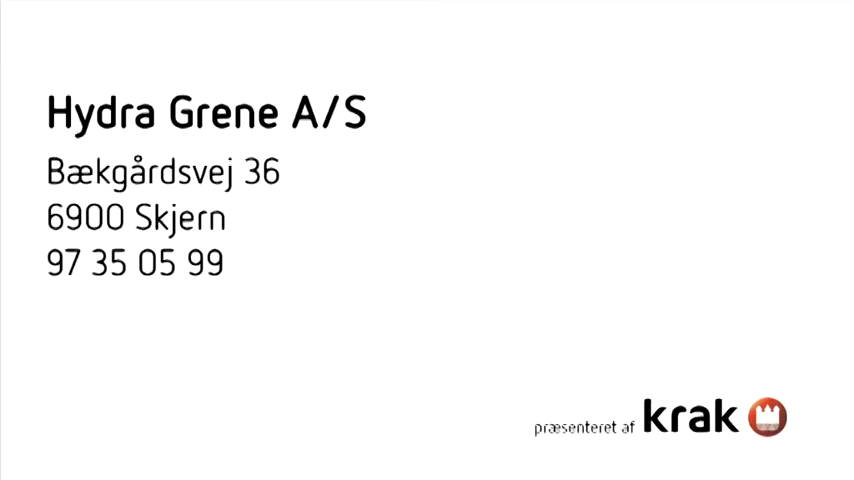 Hydra Grene A/S
Bækgårdsvej 36
6900 Skjern
97 35 05 99
præsenteret af krak